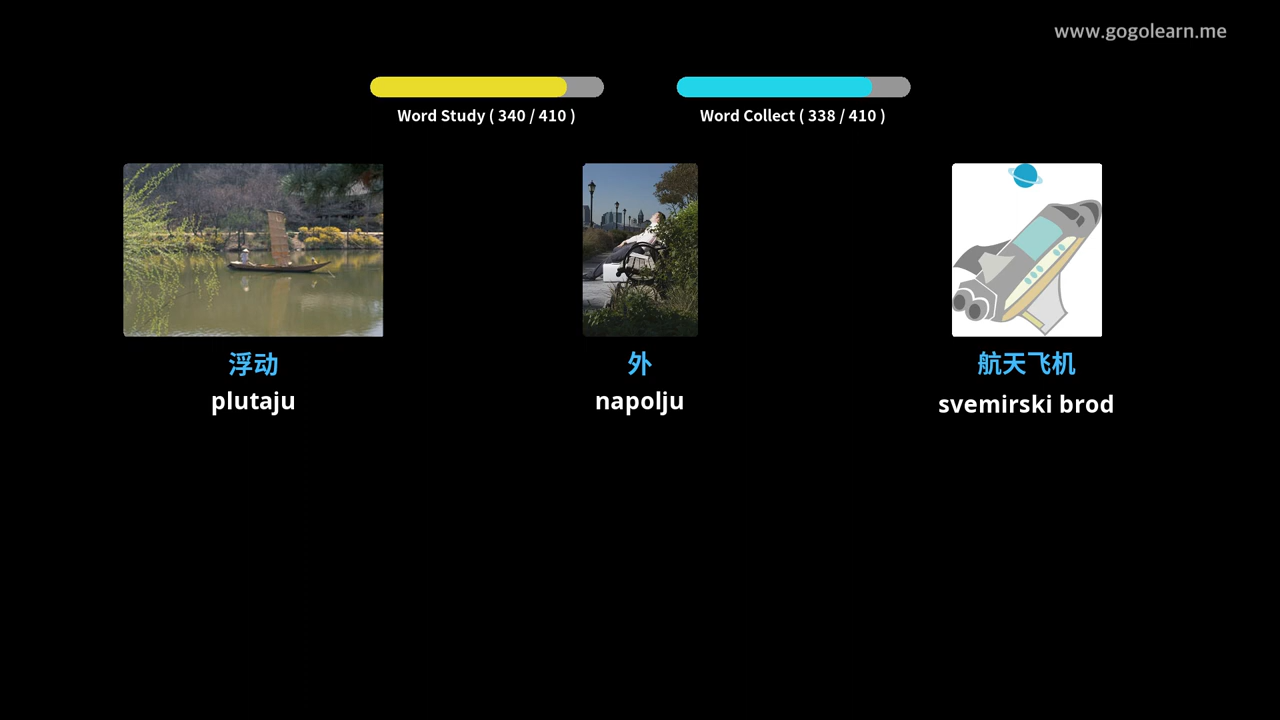 www.gogolearn.me
Word Study ( 340 / 410 )
Word Collect ( 338 / 410 )
浮动
plutaju
外
napolju
航天飞机
svemirski brod